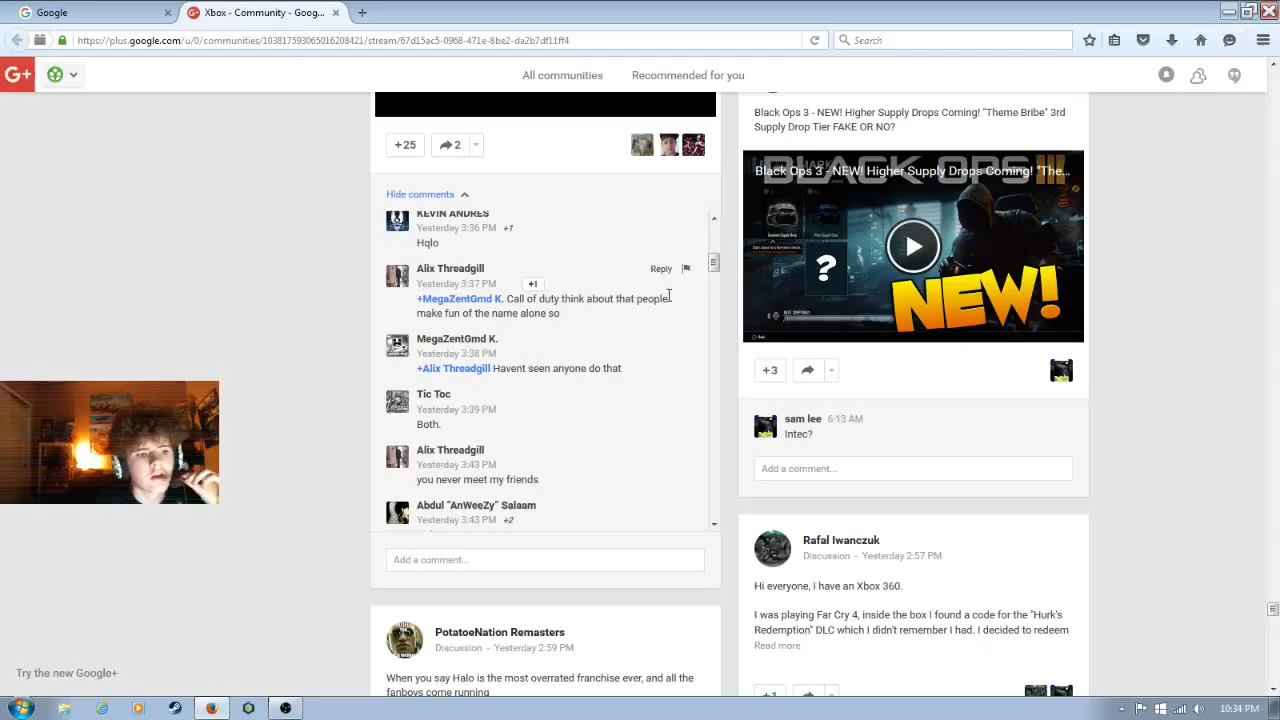 Google
Xbox - Community - Goog...
https://plus.google.com/u/0/communities/103817593065016208421/stream/67d15ac5-0968-471e-8be2-da2b7df11ff4
Search
G+
All communities
Recommended for you
+25
2
Hide comments
KEVIN ANDRES
Yesterday 3:36 PM +1
Hqlo
Alix Threadgill
Reply
Yesterday 3:37 PM
+1
+MegaZentGmd K. Call of duty think about that people
make fun of the name alone so
MegaZentGmd K.
Yesterday 3:38 PM
+Alix Threadgill Havent seen anyone do that
Tic Toc
Yesterday 3:39 PM
Both.
Alix Threadgill
Yesterday 3:43 PM
you never meet my friends
Abdul "AnWeeZy" Salaam
Yesterday 3:43 PM +2
Add a comment...
PotatoeNation Remasters
Discussion - Yesterday 2:59 PM
When you say Halo is the most overrated franchise ever, and all the
fanboys come running
Black Ops 3 - NEW! Higher Supply Drops Coming! "Theme Bribe" 3rd
Supply Drop Tier FAKE OR NO?
BLACK OPS III
Black Ops 3 - NEW! Higher Supply Drops Coming! "The...
?
NEW!
+3
sam lee 6:13 AM
Intec?
Add a comment...
Rafal Iwanczuk
Discussion - Yesterday 2:57 PM
Hi everyone, I have an Xbox 360.
I was playing Far Cry 4, inside the box I found a code for the "Hurk's
Redemption" DLC which I didn't remember I had. I decided to redeem
Read more
+1
Try the new Google+
10:34 PM